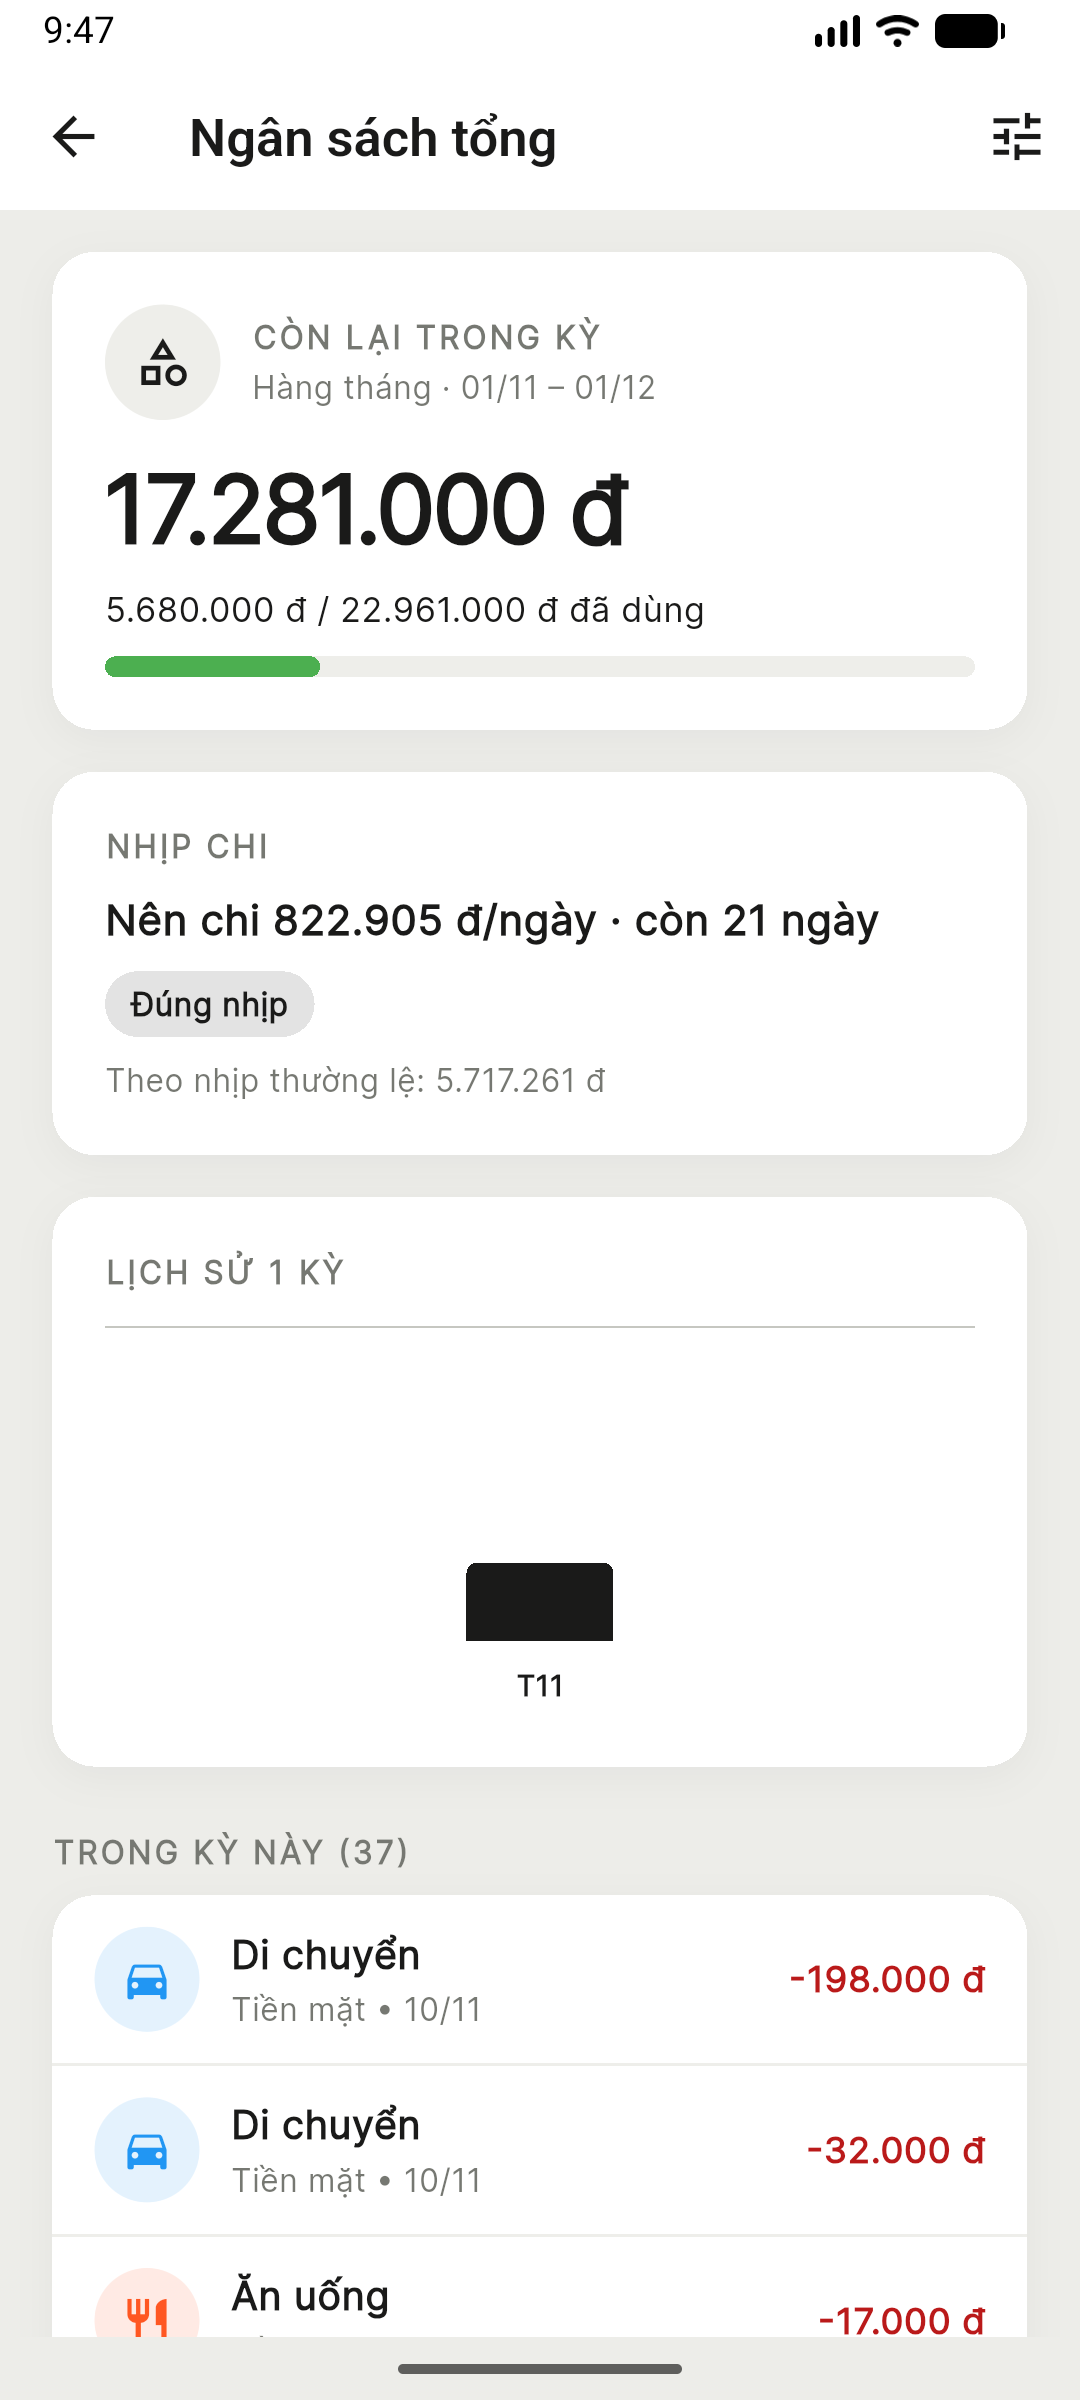 9:47
Ngân sách tổng
CÒN LẠI TRONG KỲ
Hàng tháng · 01/11 – 01/12
17.281.000 đ
5.680.000 đ / 22.961.000 đ đã dùng
NHỊP CHI
Nên chi 822.905 đ/ngày · còn 21 ngày
Đúng nhịp
Theo nhịp thường lệ: 5.717.261 đ
LỊCH SỬ 1 KỲ
T11
TRONG KỲ NÀY (37)
Di chuyển
-198.000 đ
Tiền mặt • 10/11
Di chuyển
-32.000 đ
Tiền mặt • 10/11
Ăn uống
-17.000 đ